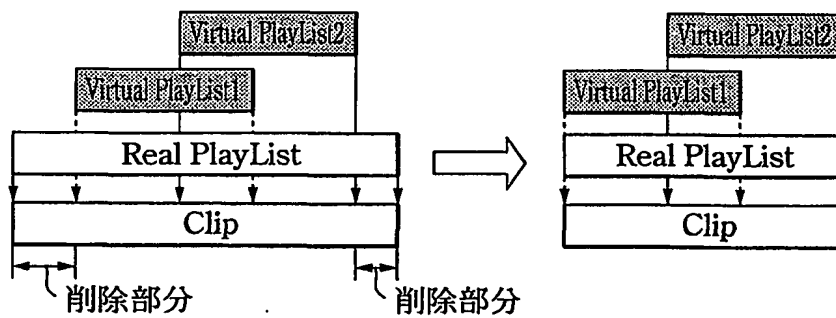 Virtual PlayList2
Virtual PlayList1
Real PlayList
Clip
削除部分
削除部分
Virtual PlayList2
Virtual PlayList1
Real PlayList
Clip